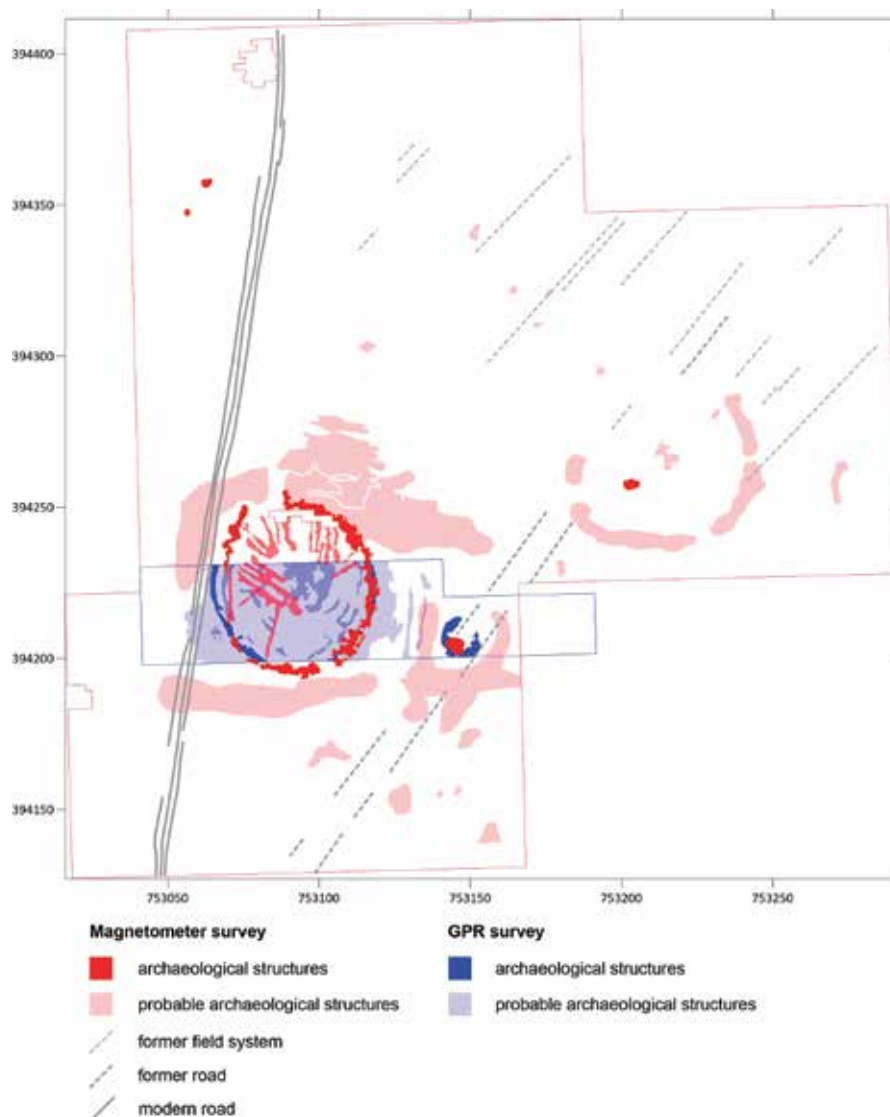 394400
394350
394300
394250
394200
394150
753050 753100 753150 753200 753250
Magnetometer survey
archaeological structures
probable archaeological structures
former field system
former road
modern road
GPR survey
archaeological structures
probable archaeological structures